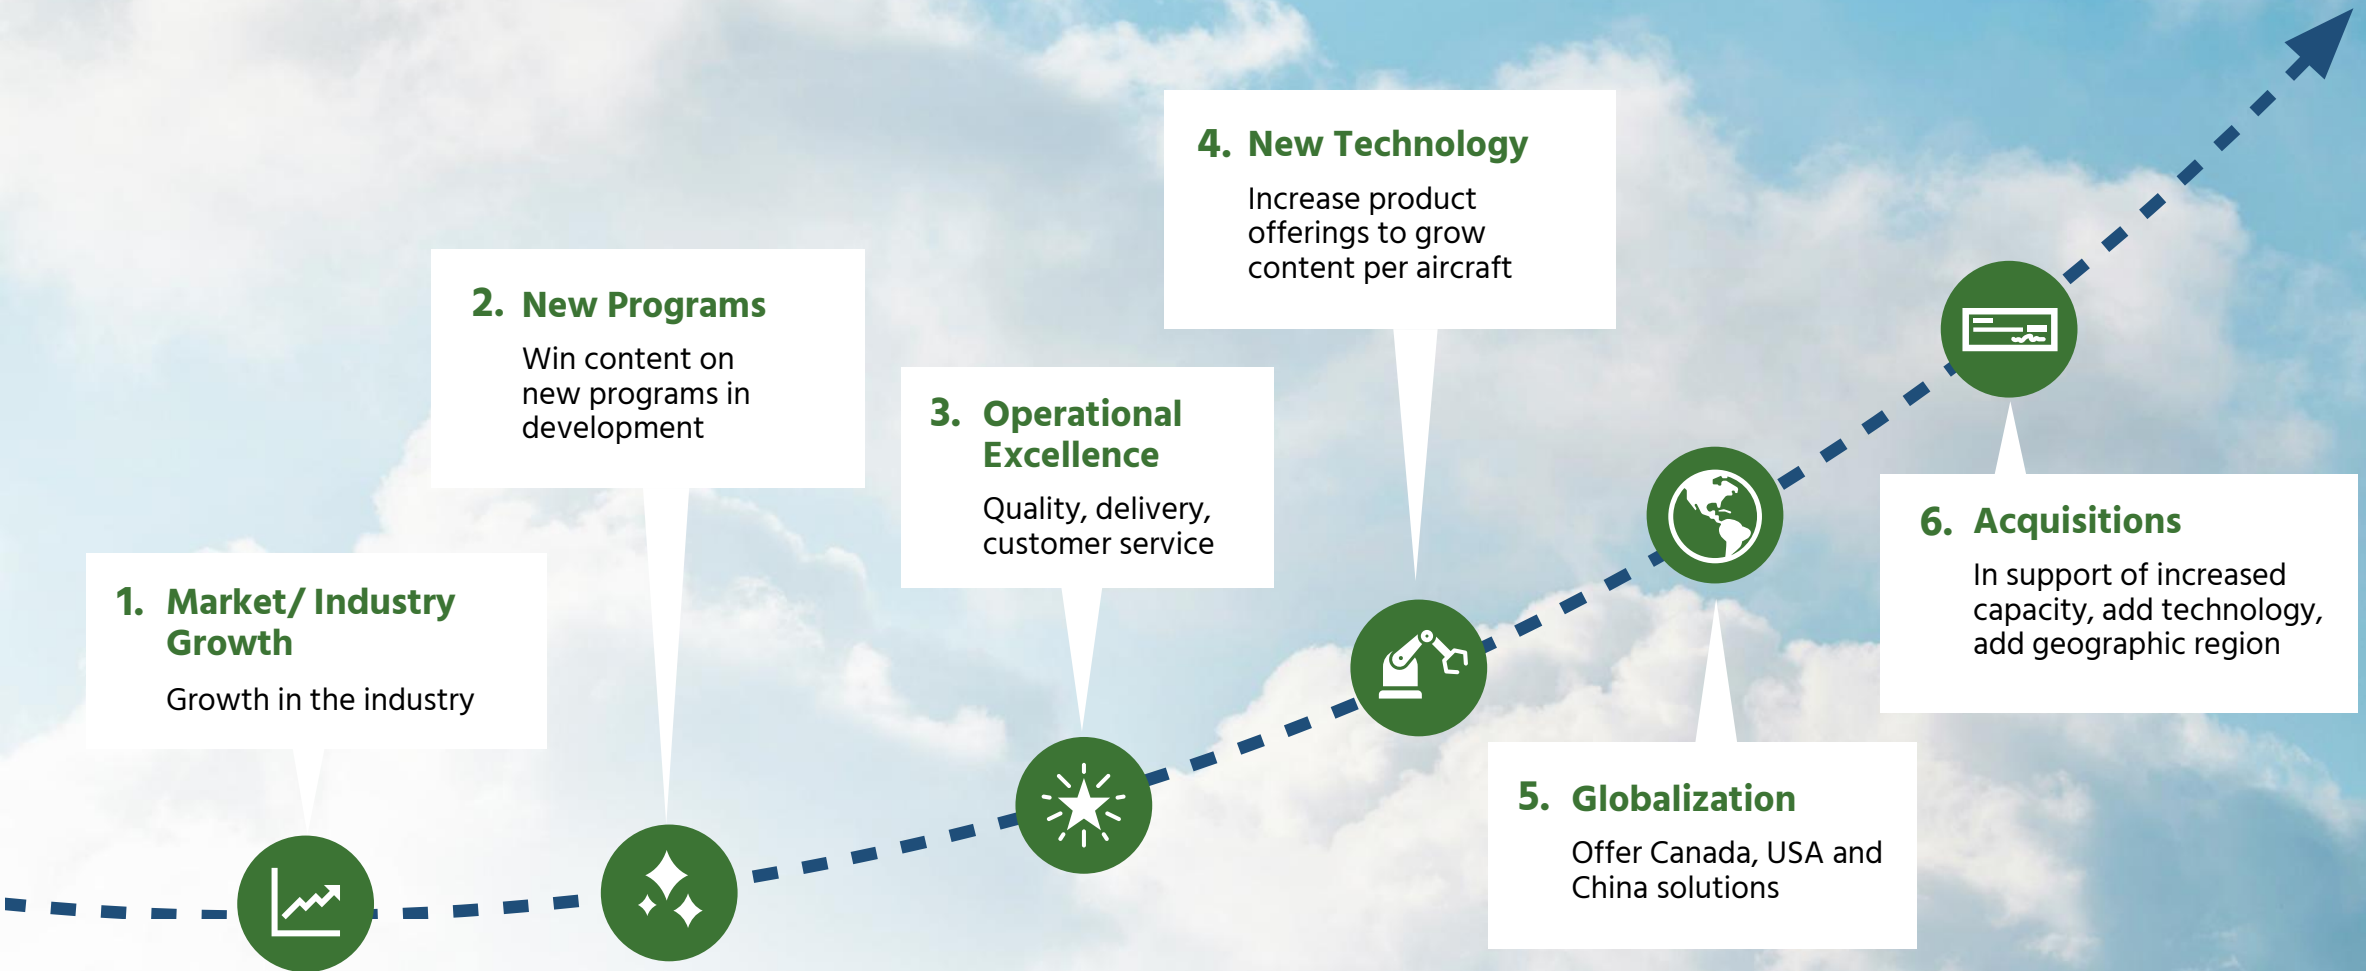 1. Market/ Industry
Growth
Growth in the industry
2. New Programs
Win content on
new programs in
development
3. Operational
Excellence
Quality, delivery,
customer service
4. New Technology
Increase product
offerings to grow
content per aircraft
5. Globalization
Offer Canada, USA and
China solutions
6. Acquisitions
In support of increased
capacity, add technology,
add geographic region